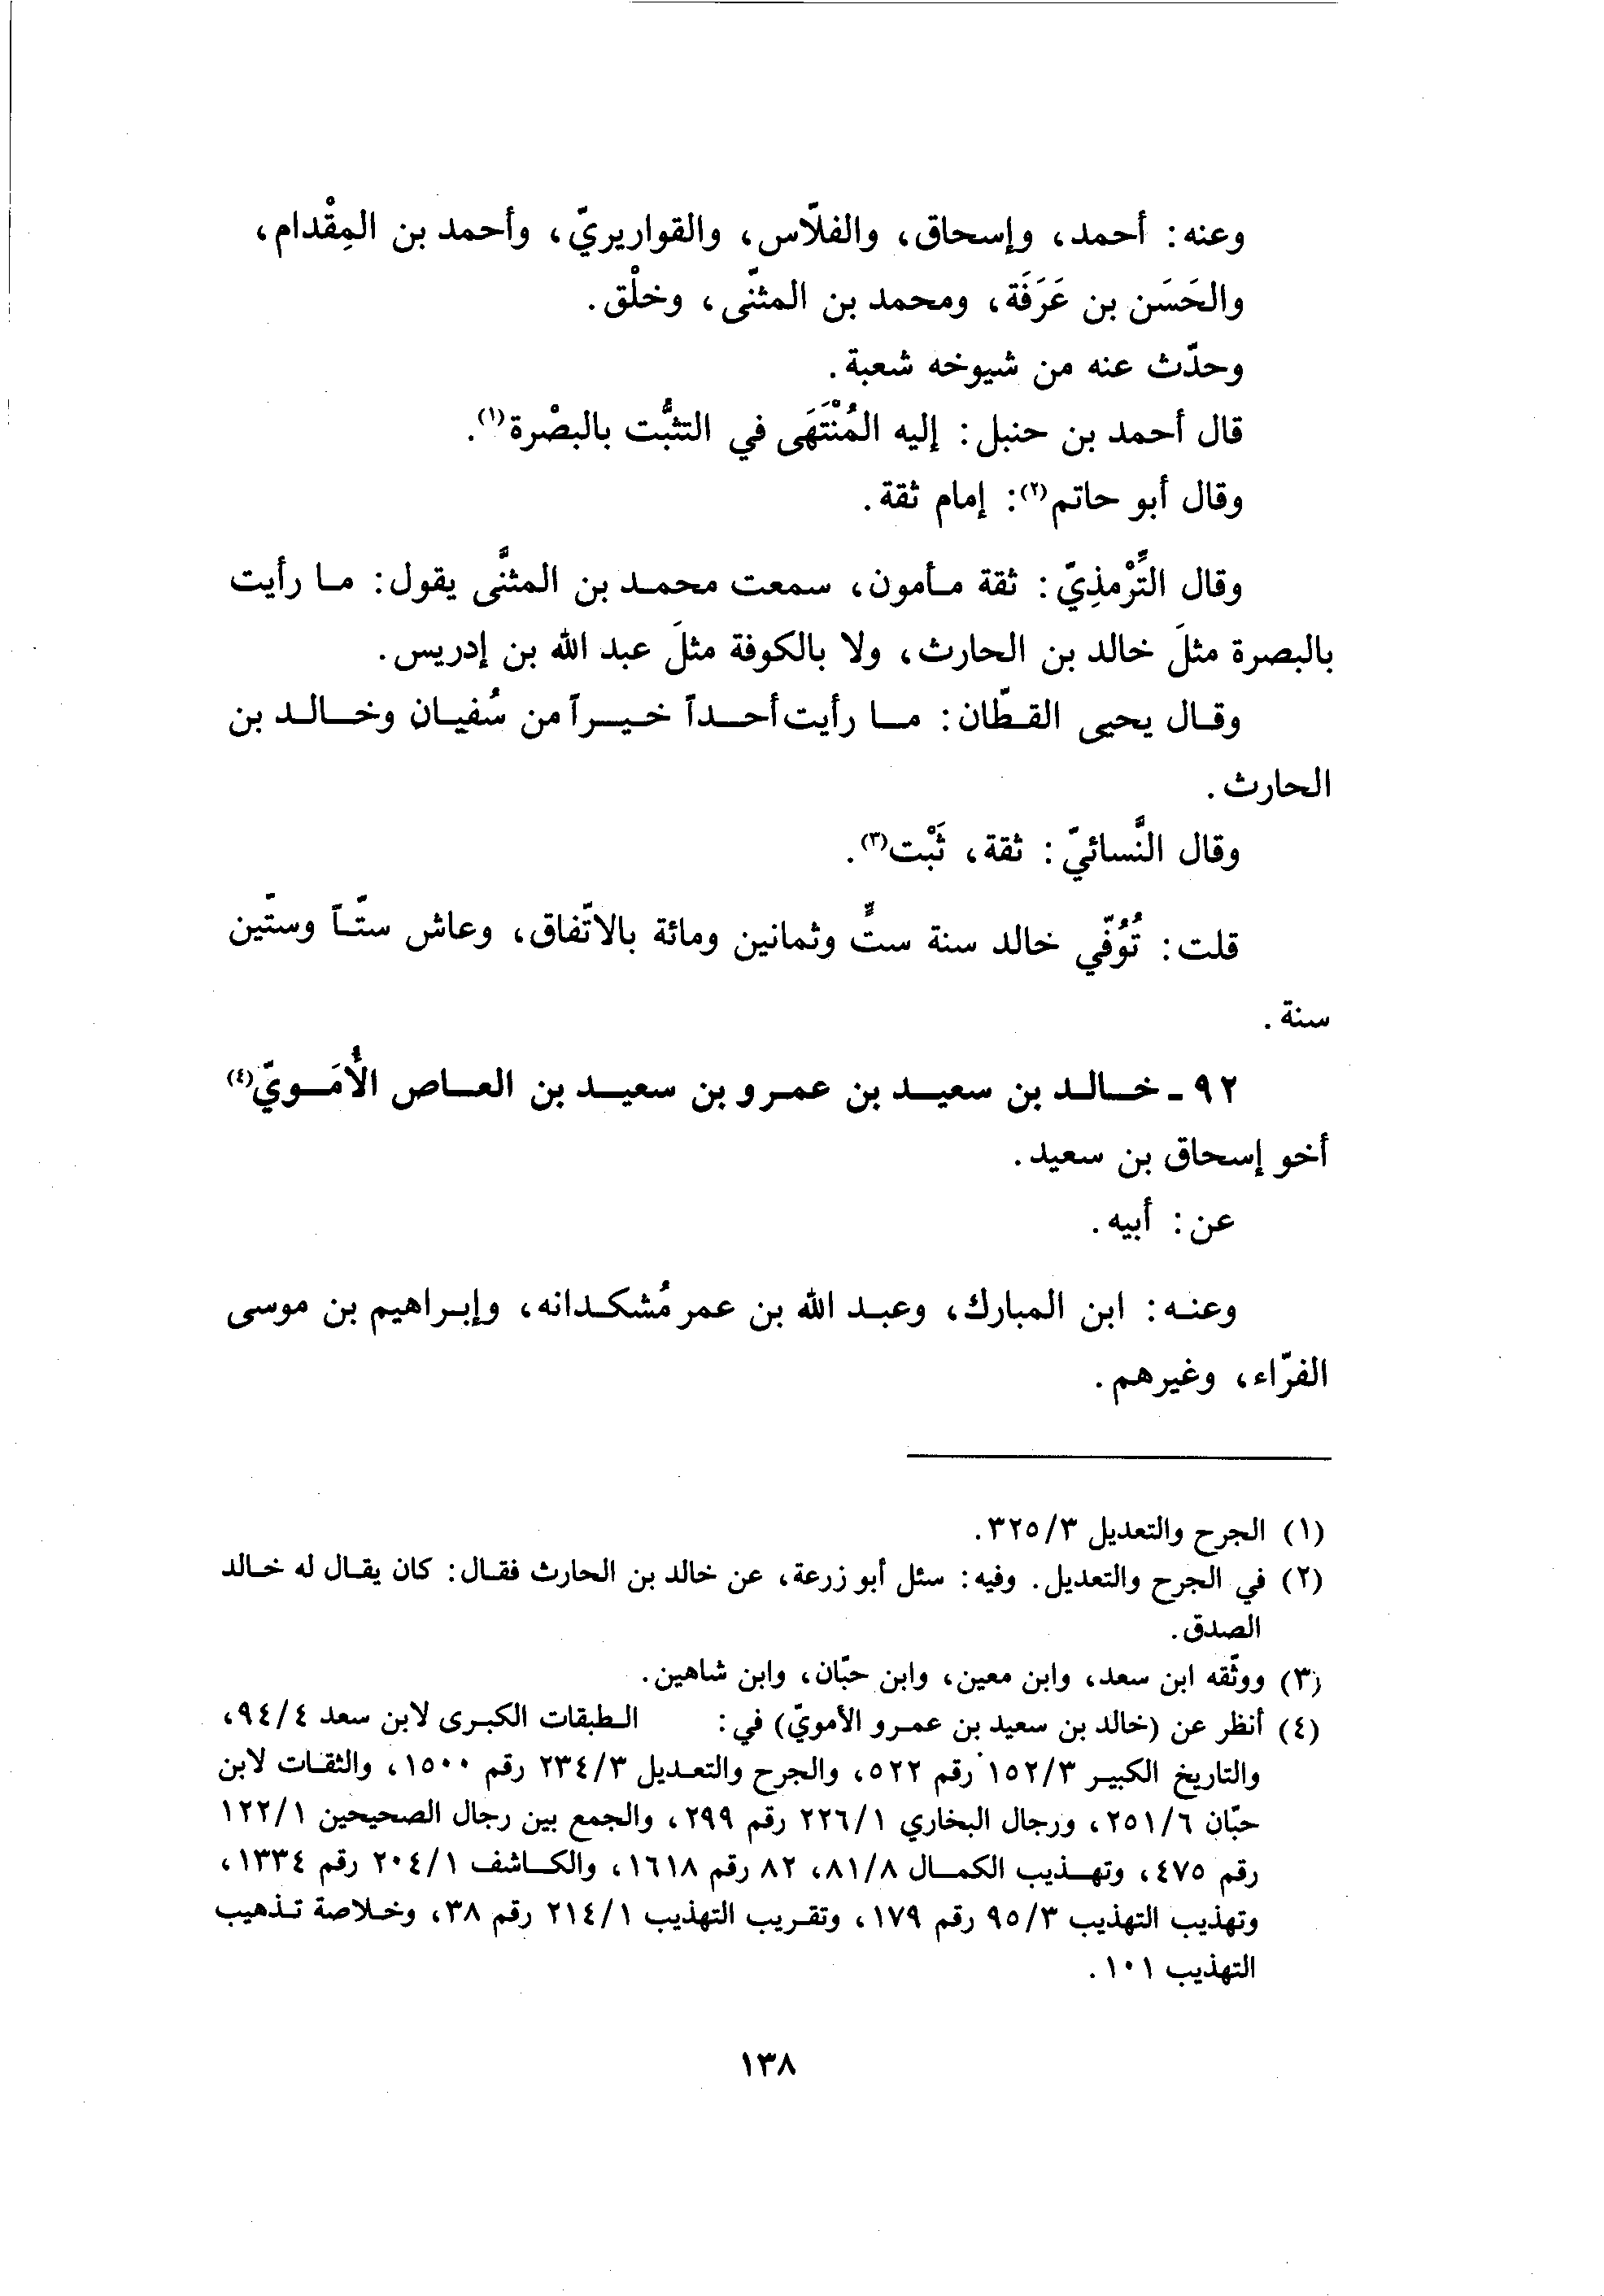 وعنه: أحمد، وإسحاق، والفلّاس، والقواريريّ، وأحمد بن المِقْدام،
والحَسَن بن عَرَفَة، ومحمد بن المثنّى، وخلْق.
وحدّث عنه من شيوخه شعبة.
قال أحمد بن حنبل: إليه المُنْتَهَى في التثبُّت بالبصْرة(١).
وقال أبو حاتم(٢): إمام ثقة.
وقال التِّرْمِذِيّ: ثقة مأمون، سمعت محمد بن المثنَّى يقول: ما رأيت
بالبصرة مثلَ خالد بن الحارث، ولا بالكوفة مثلَ عبد الله بن إدريس.
وقال يحيى القطّان: ما رأيت أحداً خيراً من سُفيان وخالد بن
الحارث.
وقال النَّسائيّ: ثقة، ثَبْت(٣).
قلت: تُوُفّي خالد سنة ستٍّ وثمانين ومائة بالاتّفاق، وعاش ستّاً وستّين
سنة.
٩٢ - خالد بن سعيد بن عمرو بن سعيد بن العاص الأُمَويّ(٤)
أخو إسحاق بن سعيد.
عن: أبيه.
وعنه: ابن المبارك، وعبد الله بن عمر مُشكدانه، وإبراهيم بن موسى
الفرّاء، وغيرهم.
(١) الجرح والتعديل ٣/٣٢٥.
(٢) في الجرح والتعديل. وفيه: سئل أبو زرعة، عن خالد بن الحارث فقال: كان يقال له خالد
الصدق.
(٣) ووثّقه ابن سعد، وابن معين، وابن حبّان، وابن شاهين.
(٤) أنظر عن (خالد بن سعيد بن عمرو الأمويّ) في: الطبقات الكبرى لابن سعد ٤/٩٤،
والتاريخ الكبير ٣/١٥٢ رقم ٥٢٢، والجرح والتعديل ٣/٢٣٤ رقم ١٥٠٠، والثقات لابن
حبّان ٦/٢٥١، ورجال البخاري ١/٢٢٦ رقم ٢٩٩، والجمع بين رجال الصحيحين ١/١٢٢
رقم ٤٧٥، وتهذيب الكمال ٨/٨١، ٨٢ رقم ١٦١٨، والكاشف ١/٢٠٤ رقم ١٣٣٤،
وتهذيب التهذيب ٣/٩٥ رقم ١٧٩، وتقريب التهذيب ١/٢١٤ رقم ٣٨، وخلاصة تذهيب
التهذيب ١٠١.
١٣٨